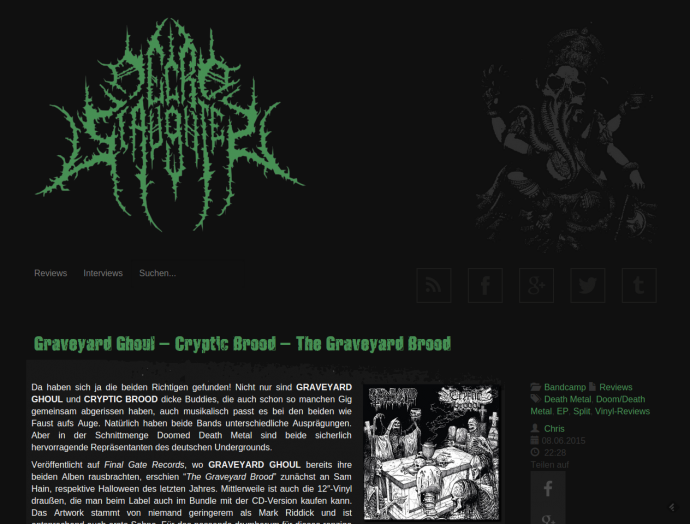 Necro
Slaughter
Reviews Interviews Suchen...
Graveyard Ghoul – Cryptic Brood – The Graveyard Brood
Da haben sich ja die beiden Richtigen gefunden! Nicht nur sind GRAVEYARD
GHOUL und CRYPTIC BROOD dicke Buddies, die auch schon so manchen Gig
gemeinsam abgerissen haben, auch musikalisch passt es bei den beiden wie
Faust aufs Auge. Natürlich haben beide Bands unterschiedliche Ausprägungen.
Aber in der Schnittmenge Doomed Death Metal sind beide sicherlich
hervorragende Repräsentanten des deutschen Undergrounds.
Veröffentlicht auf Final Gate Records, wo GRAVEYARD GHOUL bereits ihre
beiden Alben rausbrachten, erschien “The Graveyard Brood” zunächst an Sam
Hain, respektive Halloween des letzten Jahres. Mittlerweile ist auch die 12″-Vinyl
draußen, die man beim Label auch im Bundle mit der CD-Version kaufen kann.
Das Artwork stammt von niemand geringerem als Mark Riddick und ist
Bandcamp Reviews
Death Metal, Doom/Death
Metal, EP, Split, Vinyl-Reviews
Chris
08.06.2015
22:28
Teilen auf